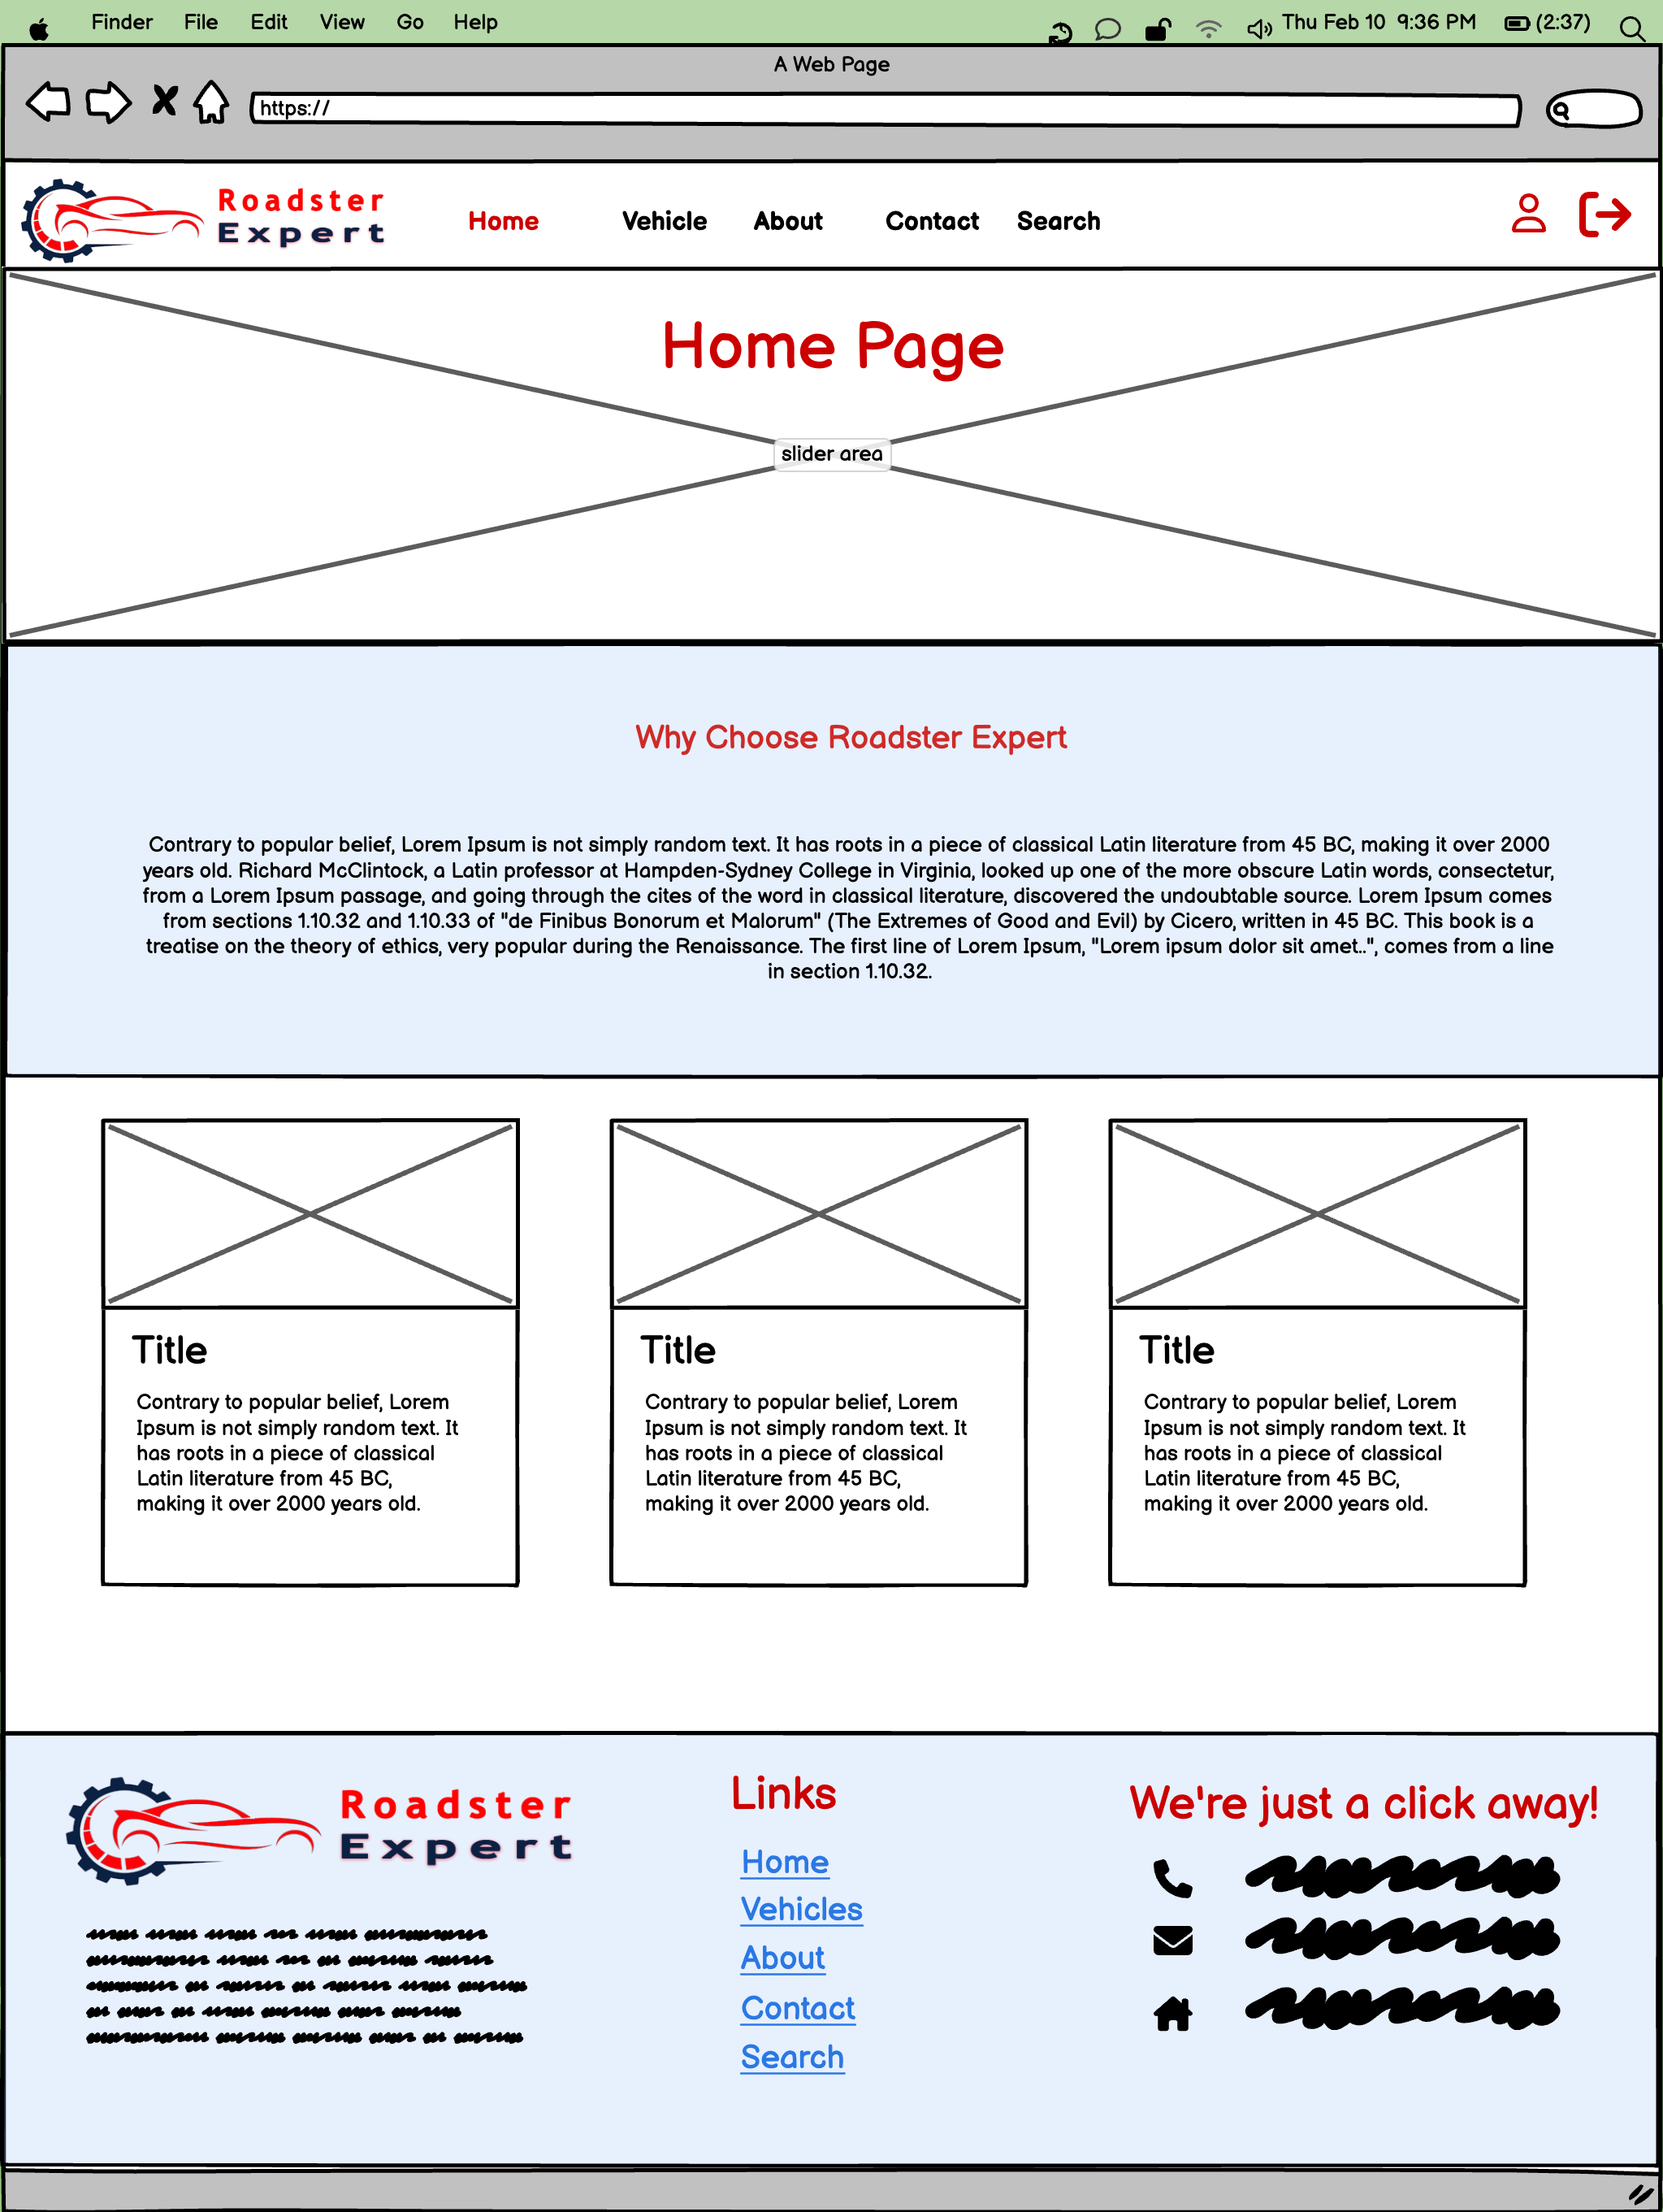 Finder File Edit View Go Help Thu Feb 10 9:36 PM (2:37)
A Web Page
https://
Roadster
Expert
Home Vehicle About Contact Search
Home Page
slider area
Why Choose Roadster Expert
Contrary to popular belief, Lorem Ipsum is not simply random text. It has roots in a piece of classical Latin literature from 45 BC, making it over 2000
years old. Richard McClintock, a Latin professor at Hampden-Sydney College in Virginia, looked up one of the more obscure Latin words, consectetur,
from a Lorem Ipsum passage, and going through the cites of the word in classical literature, discovered the undoubtable source. Lorem Ipsum comes
from sections 1.10.32 and 1.10.33 of "de Finibus Bonorum et Malorum" (The Extremes of Good and Evil) by Cicero, written in 45 BC. This book is a
treatise on the theory of ethics, very popular during the Renaissance. The first line of Lorem Ipsum, "Lorem ipsum dolor sit amet..", comes from a line
in section 1.10.32.
Title
Contrary to popular belief, Lorem
Ipsum is not simply random text. It
has roots in a piece of classical
Latin literature from 45 BC,
making it over 2000 years old.
Title
Contrary to popular belief, Lorem
Ipsum is not simply random text. It
has roots in a piece of classical
Latin literature from 45 BC,
making it over 2000 years old.
Title
Contrary to popular belief, Lorem
Ipsum is not simply random text. It
has roots in a piece of classical
Latin literature from 45 BC,
making it over 2000 years old.
Roadster
Expert
Links
Home
Vehicles
About
Contact
Search
We're just a click away!